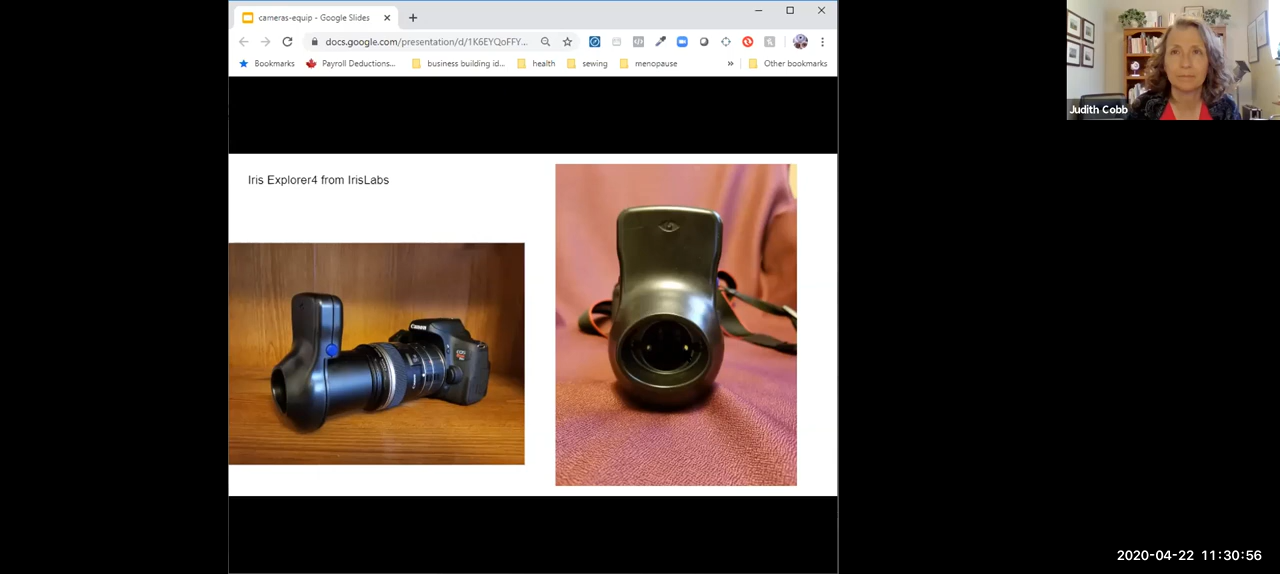 cameras-equip - Google Slides
docs.google.com/presentation/d/1K6EYQoFFY...
Bookmarks
Payroll Deductions...
business building id...
health
sewing
menopause
»
Other bookmarks
Judith Cobb
Iris Explorer4 from IrisLabs
Canon
2020-04-22 11:30:56